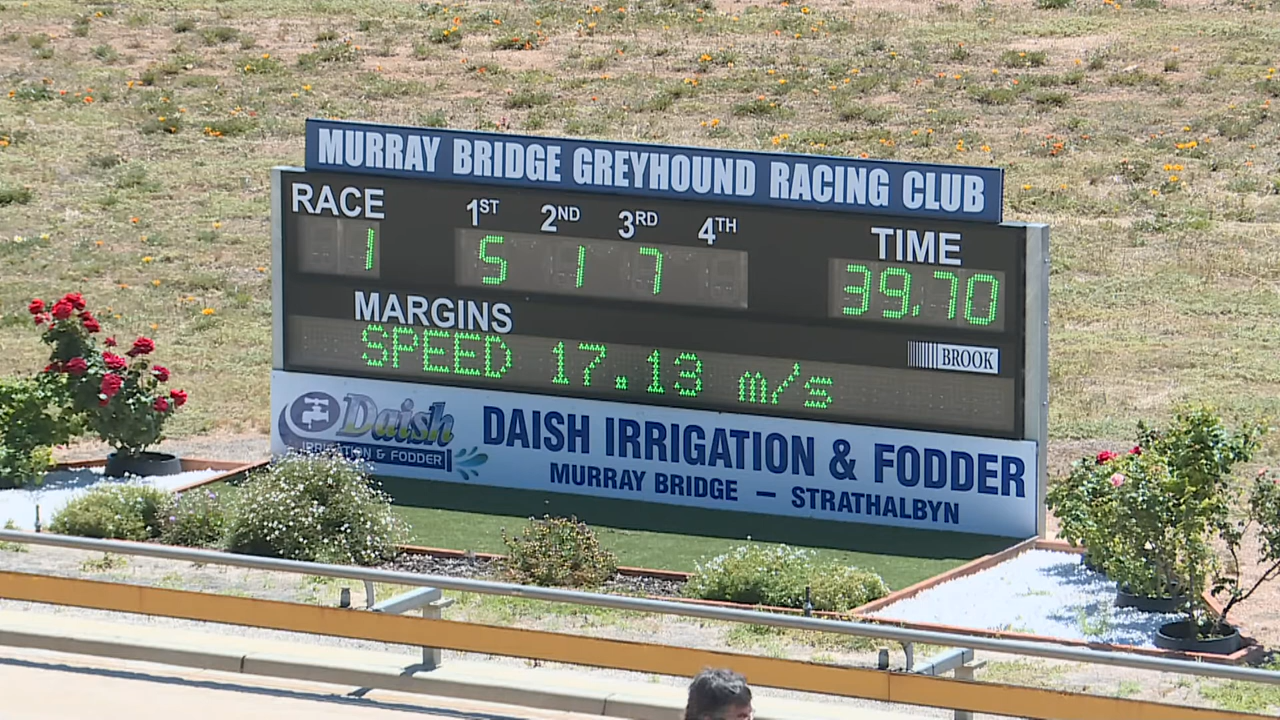 MURRAY BRIDGE GREYHOUND RACING CLUB
RACE 1ST 2ND 3RD 4TH TIME
1 5 1 7 39.70
MARGINS
SPEED 17.13 m/s
BROOK
Daish
IRRIGATION & FODDER
DAISH IRRIGATION & FODDER
MURRAY BRIDGE – STRATHALBYN